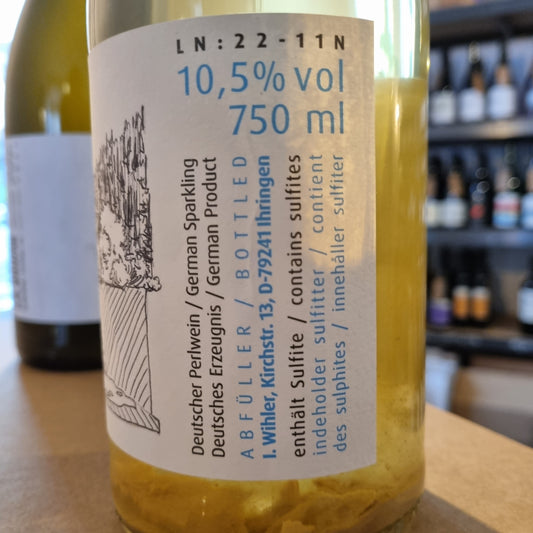 LN:22-11N
10,5% vol
750 ml
Deutscher Perlwein / German Sparkling
Deutsches Erzeugnis / German Product
ABFÜLLER / BOTTLED
I. Wihler, Kirchstr. 13, D-79241 Ihringen
enthält Sulfite / contains sulfites
indeholder sulfitter / contient
des sulphites / innehåller sulfiter